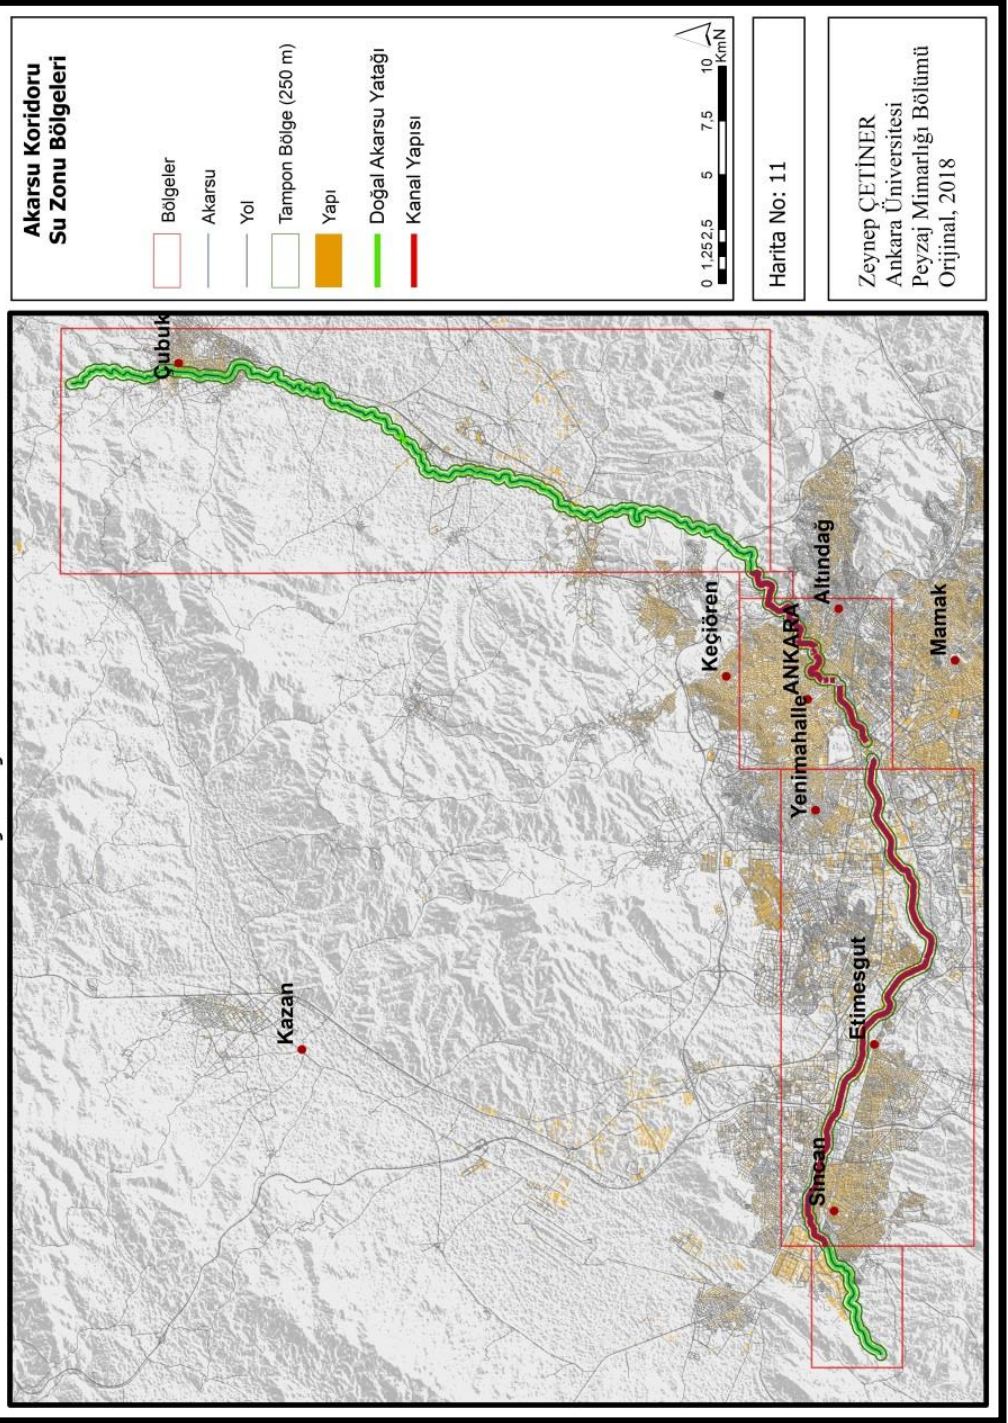 Akarsu Koridoru
Su Zonu Bölgeleri
Bölgeler
Akarsu
Yol
Tampon Bölge (250 m)
Yapı
Doğal Akarsu Yatağı
Kanal Yapısı
0 1,25 2,5 5 7,5 10
Km
N
Harita No: 11
Zeynep ÇETİNER
Ankara Üniversitesi
Peyzaj Mimarlığı Bölümü
Orijinal, 2018
Çubuk
Kazan
Keçiören
Altındağ
ANKARA
Yenimahalle
Mamak
Etimesgut
Sincan